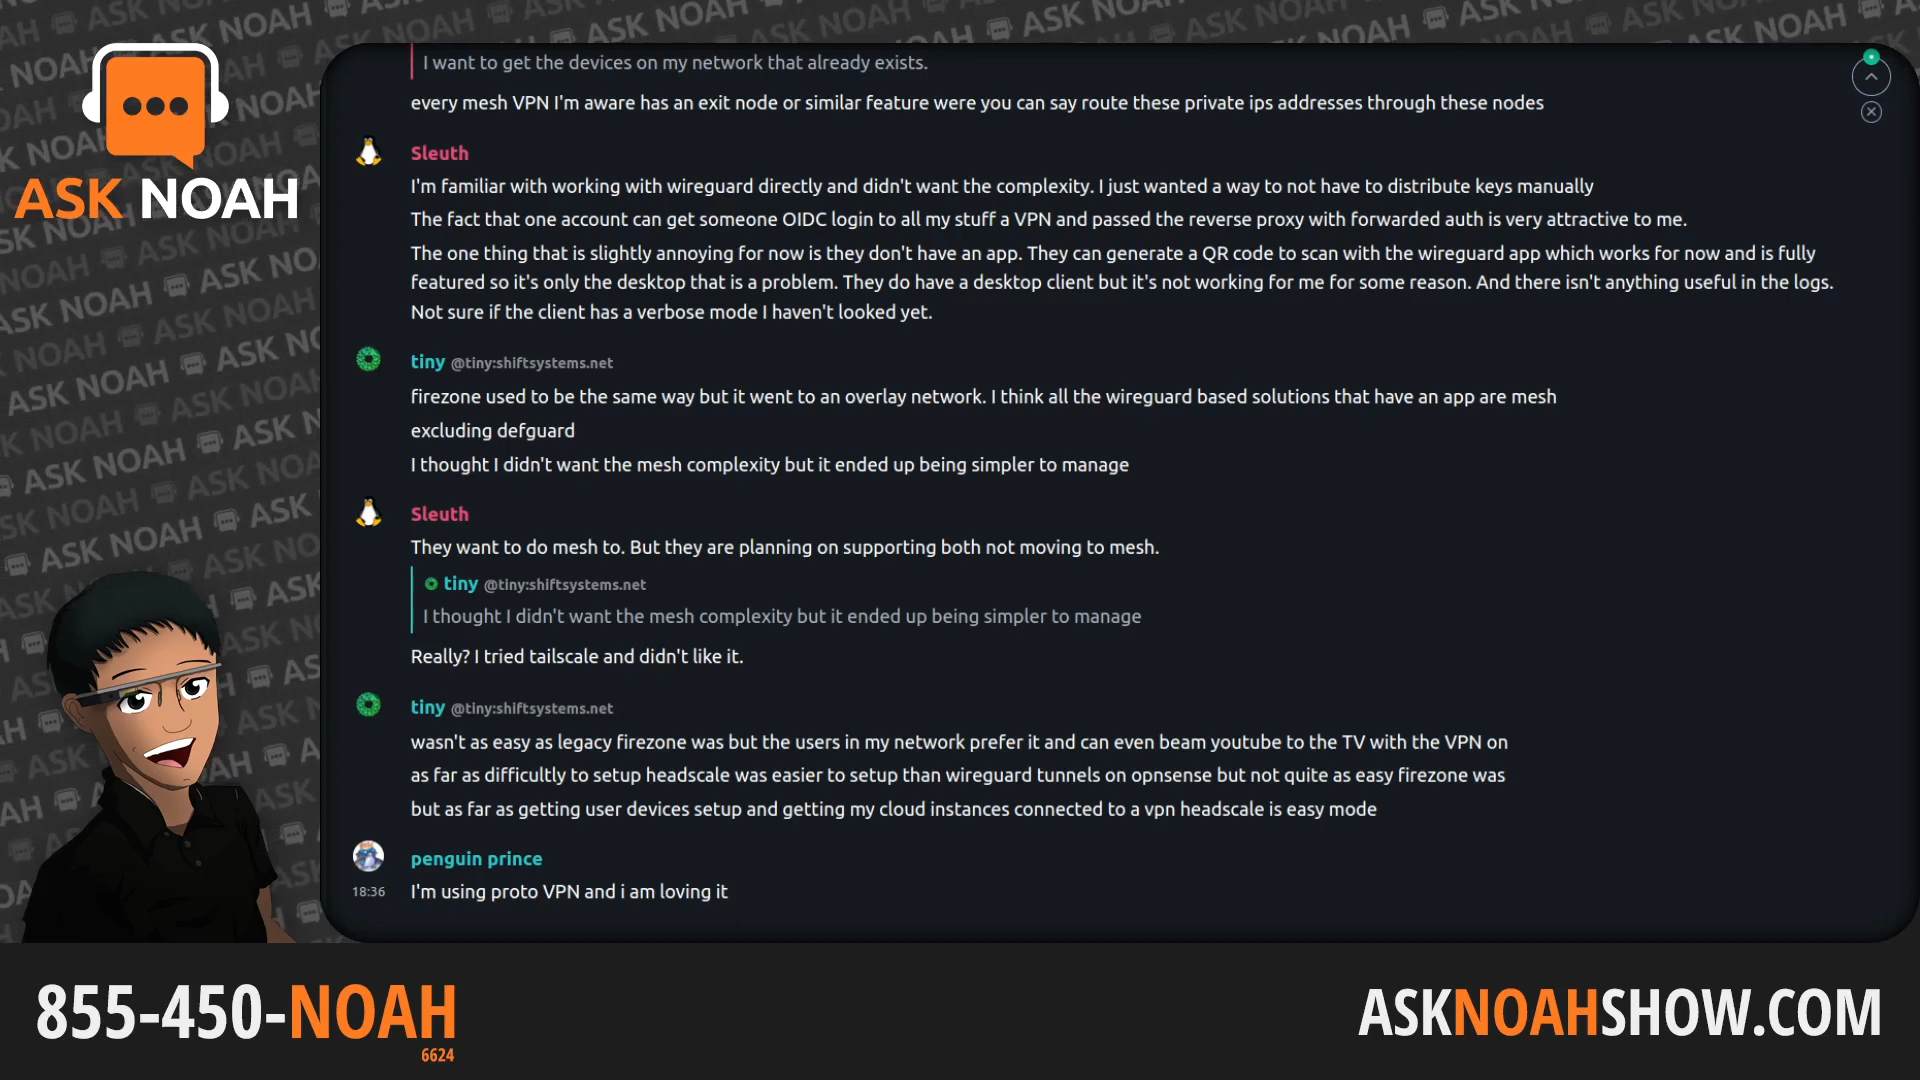 ASK NOAH
I want to get the devices on my network that already exists.
every mesh VPN I'm aware has an exit node or similar feature were you can say route these private ips addresses through these nodes
Sleuth
I'm familiar with working with wireguard directly and didn't want the complexity. I just wanted a way to not have to distribute keys manually
The fact that one account can get someone OIDC login to all my stuff a VPN and passed the reverse proxy with forwarded auth is very attractive to me.
The one thing that is slightly annoying for now is they don't have an app. They can generate a QR code to scan with the wireguard app which works for now and is fully
featured so it's only the desktop that is a problem. They do have a desktop client but it's not working for me for some reason. And there isn't anything useful in the logs.
Not sure if the client has a verbose mode I haven't looked yet.
tiny @tiny:shiftsystems.net
firezone used to be the same way but it went to an overlay network. I think all the wireguard based solutions that have an app are mesh
excluding defguard
I thought I didn't want the mesh complexity but it ended up being simpler to manage
Sleuth
They want to do mesh to. But they are planning on supporting both not moving to mesh.
tiny @tiny:shiftsystems.net
I thought I didn't want the mesh complexity but it ended up being simpler to manage
Really? I tried tailscale and didn't like it.
tiny @tiny:shiftsystems.net
wasn't as easy as legacy firezone was but the users in my network prefer it and can even beam youtube to the TV with the VPN on
as far as difficultly to setup headscale was easier to setup than wireguard tunnels on opnsense but not quite as easy firezone was
but as far as getting user devices setup and getting my cloud instances connected to a vpn headscale is easy mode
penguin prince
18:36 I'm using proto VPN and i am loving it
855-450-NOAH
6624
ASKNOAHSHOW.COM